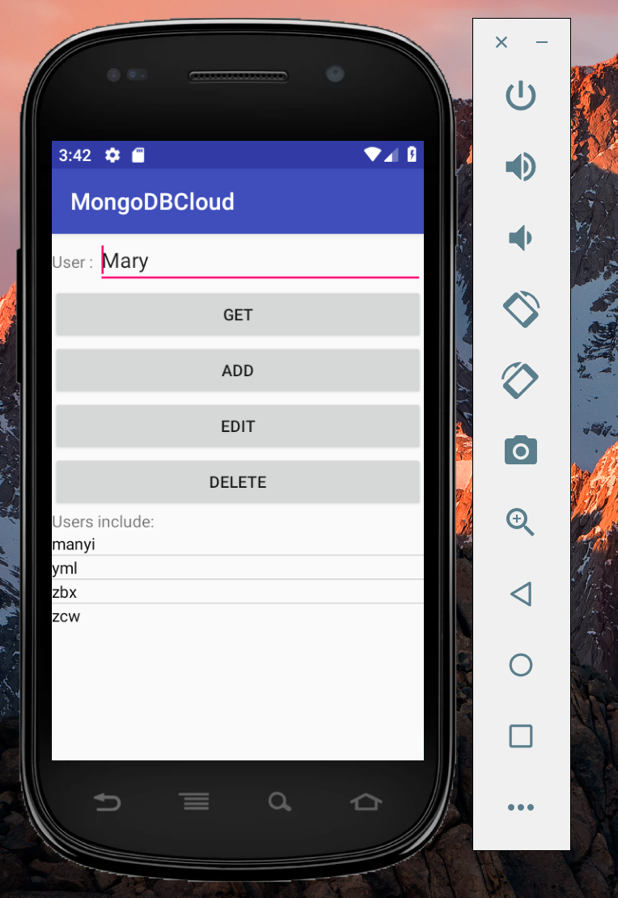 3:42
MongoDBCloud
User : Mary
GET
ADD
EDIT
DELETE
Users include:
manyi
yml
zbx
zcw